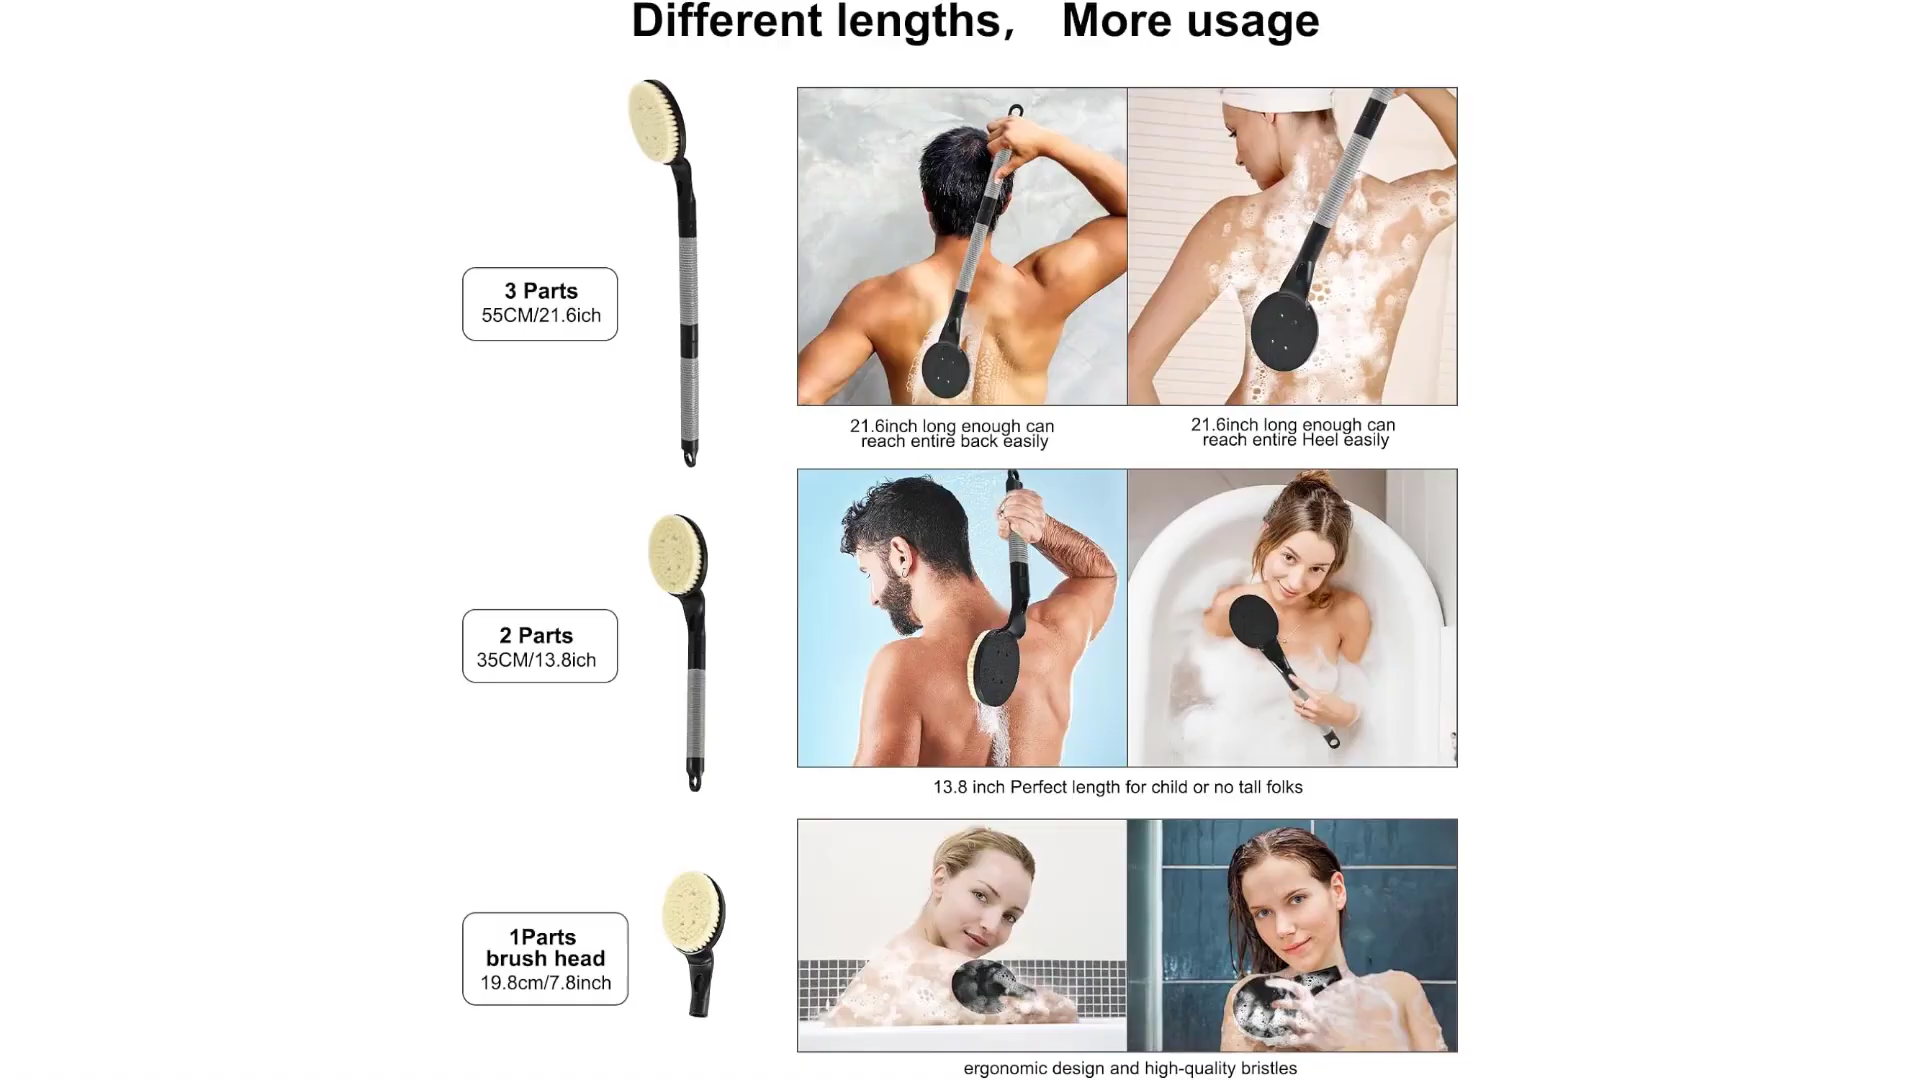 Different lengths, More usage
3 Parts
55CM/21.6ich
21.6inch long enough can
reach entire back easily
21.6inch long enough can
reach entire Heel easily
2 Parts
35CM/13.8ich
13.8 inch Perfect length for child or no tall folks
1Parts
brush head
19.8cm/7.8inch
ergonomic design and high-quality bristles